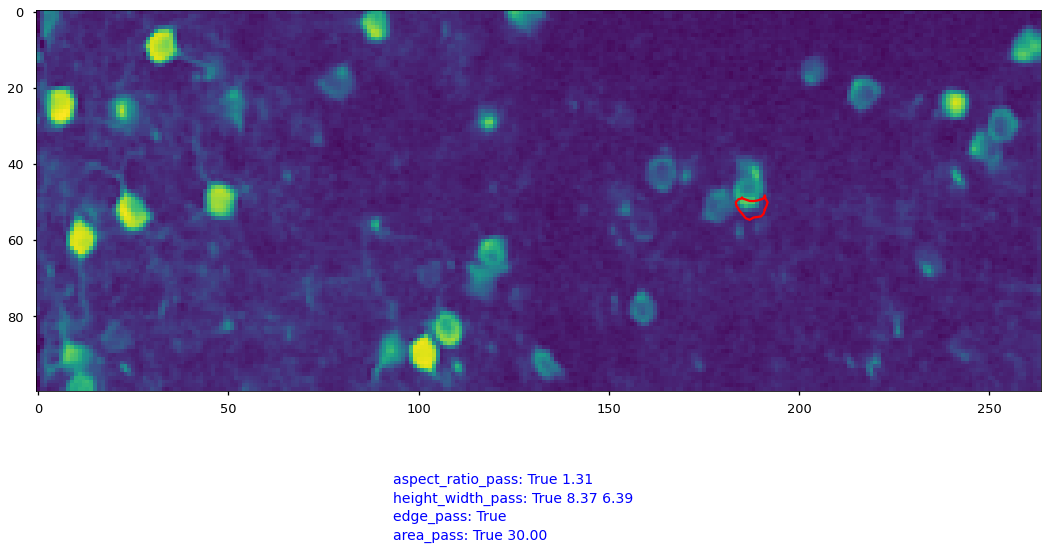 0
20
40
60
80
0 50 100 150 200 250
aspect_ratio_pass: True 1.31
height_width_pass: True 8.37 6.39
edge_pass: True
area_pass: True 30.00